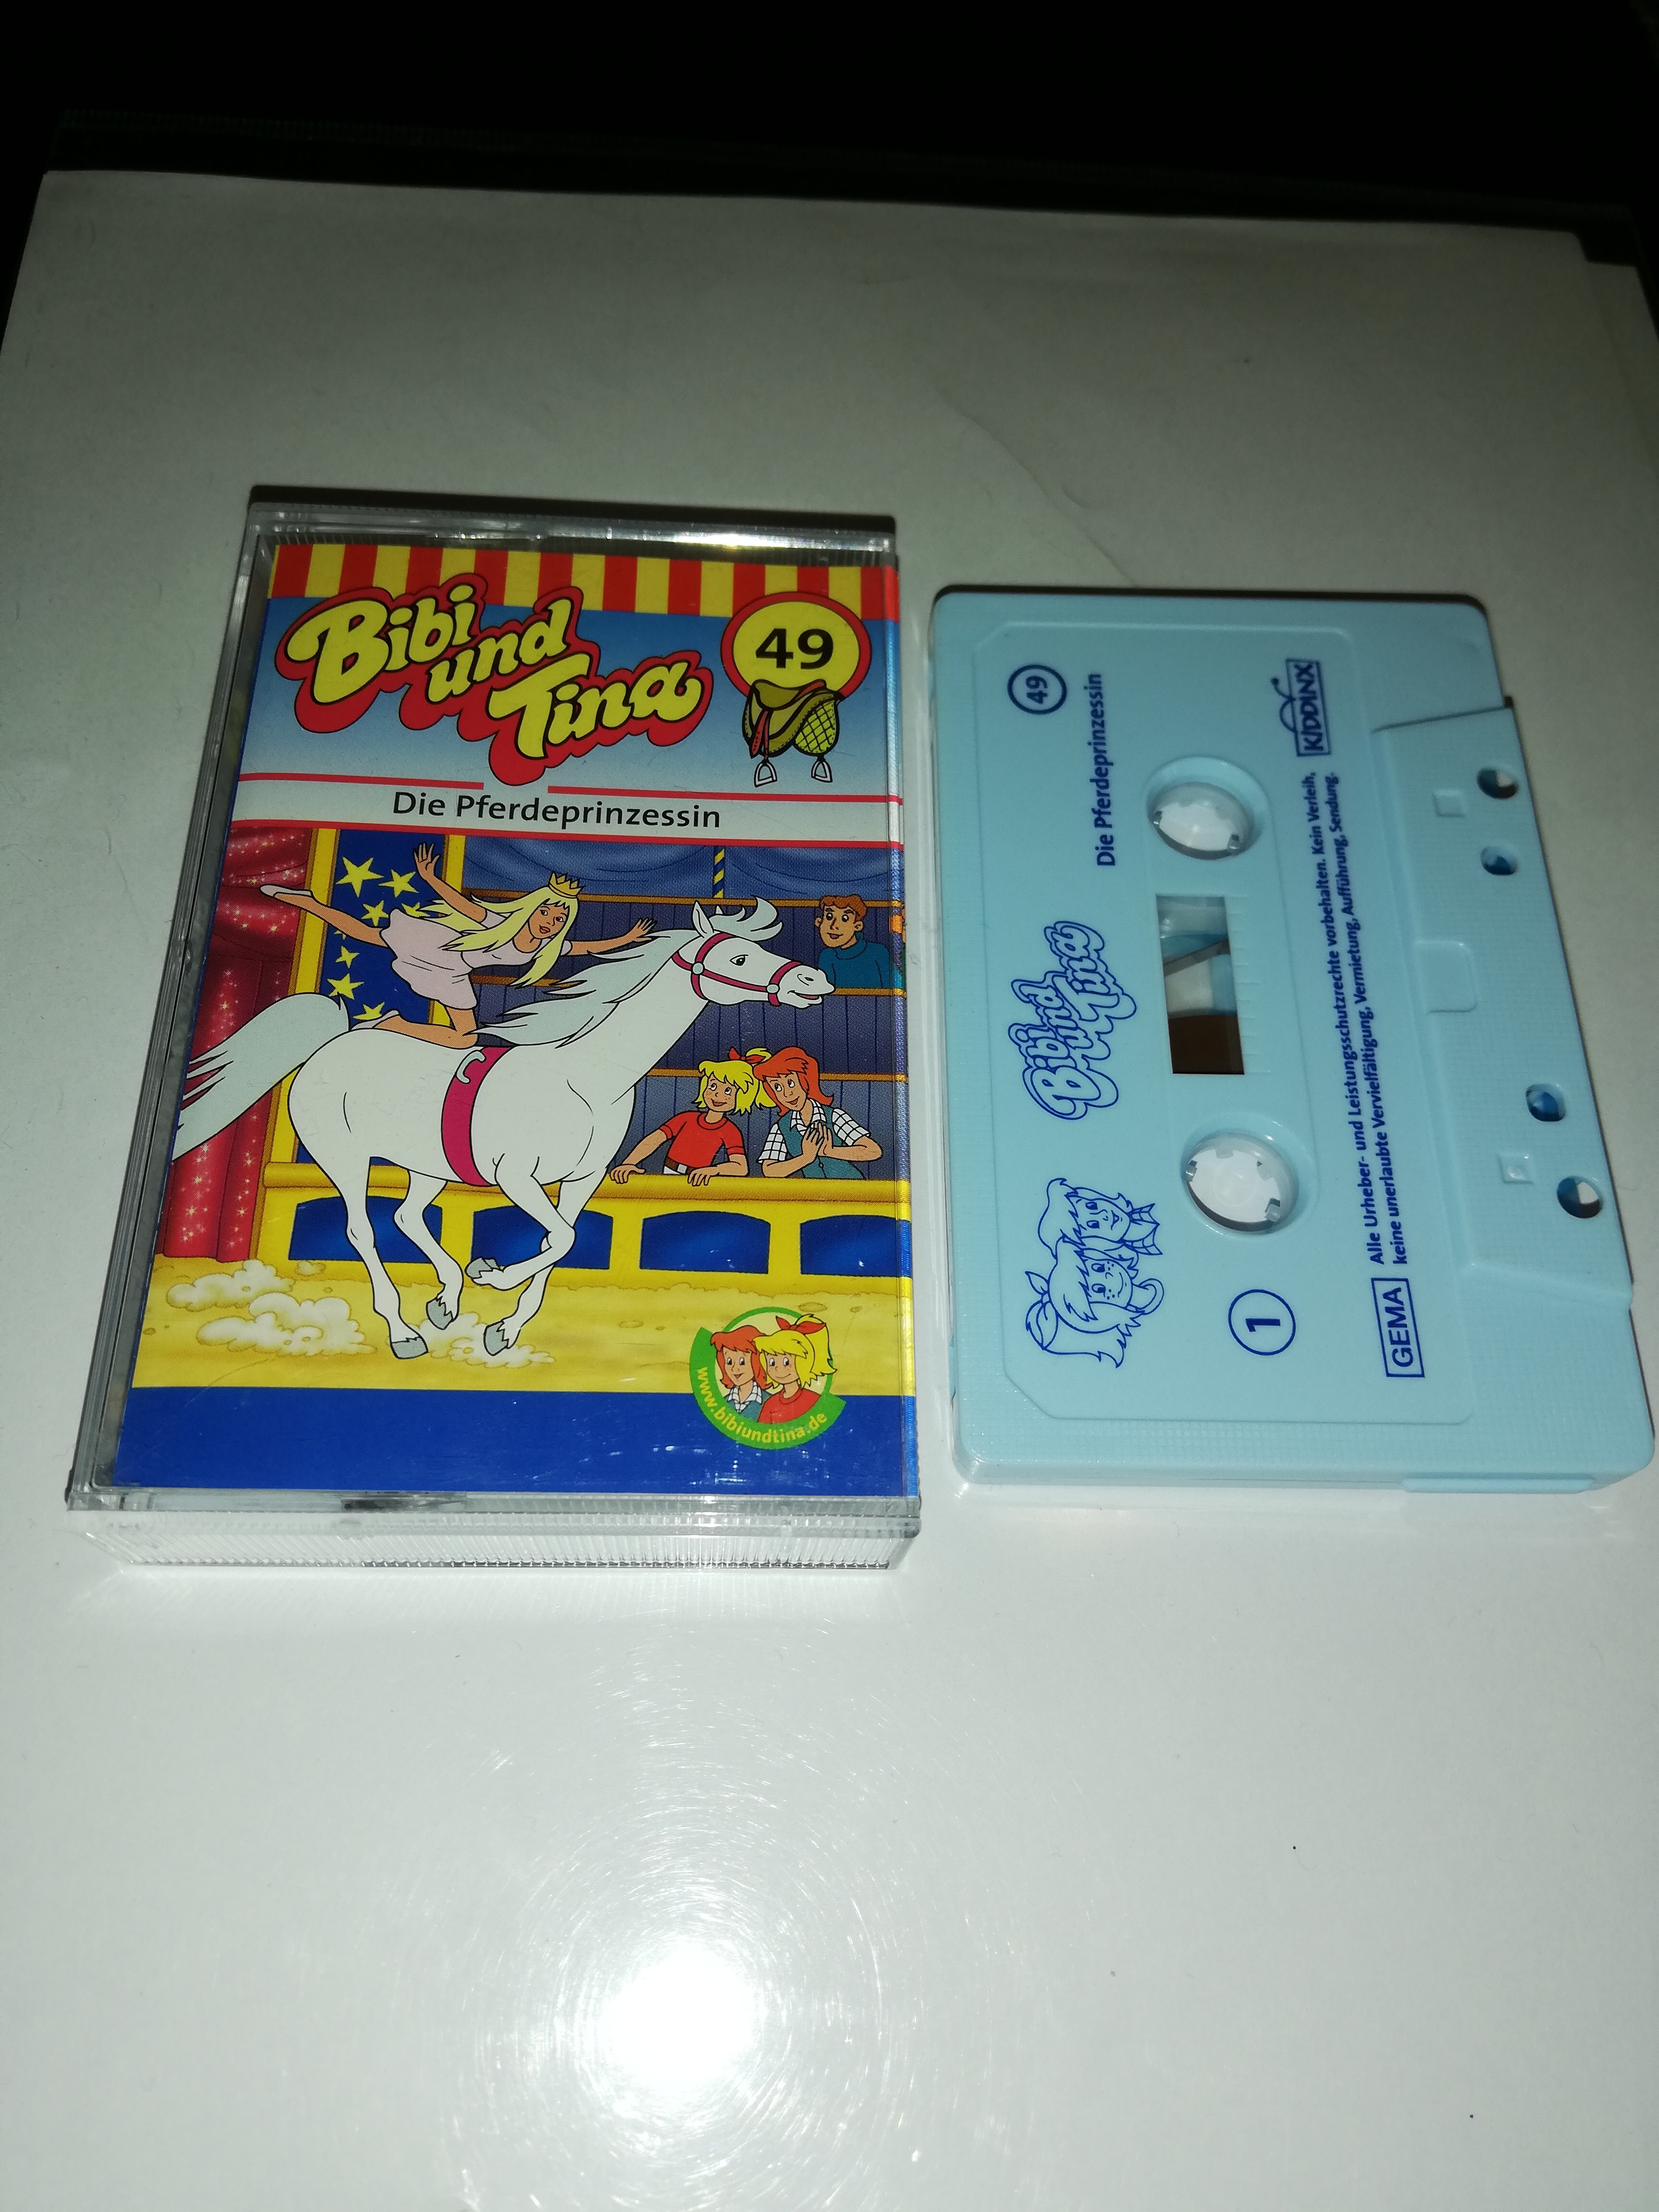 Bibi
und
Tina
49
Die Pferdeprinzessin
C
www.bibiundtina.de
49
Die Pferdeprinzessin
Bibi und
Tina
1
KIDDINX
GEMA
Alle Urheber- und Leistungsschutzrechte vorbehalten. Kein Verleih,
keine unerlaubte Vervielfältigung, Vermietung, Aufführung, Sendung.